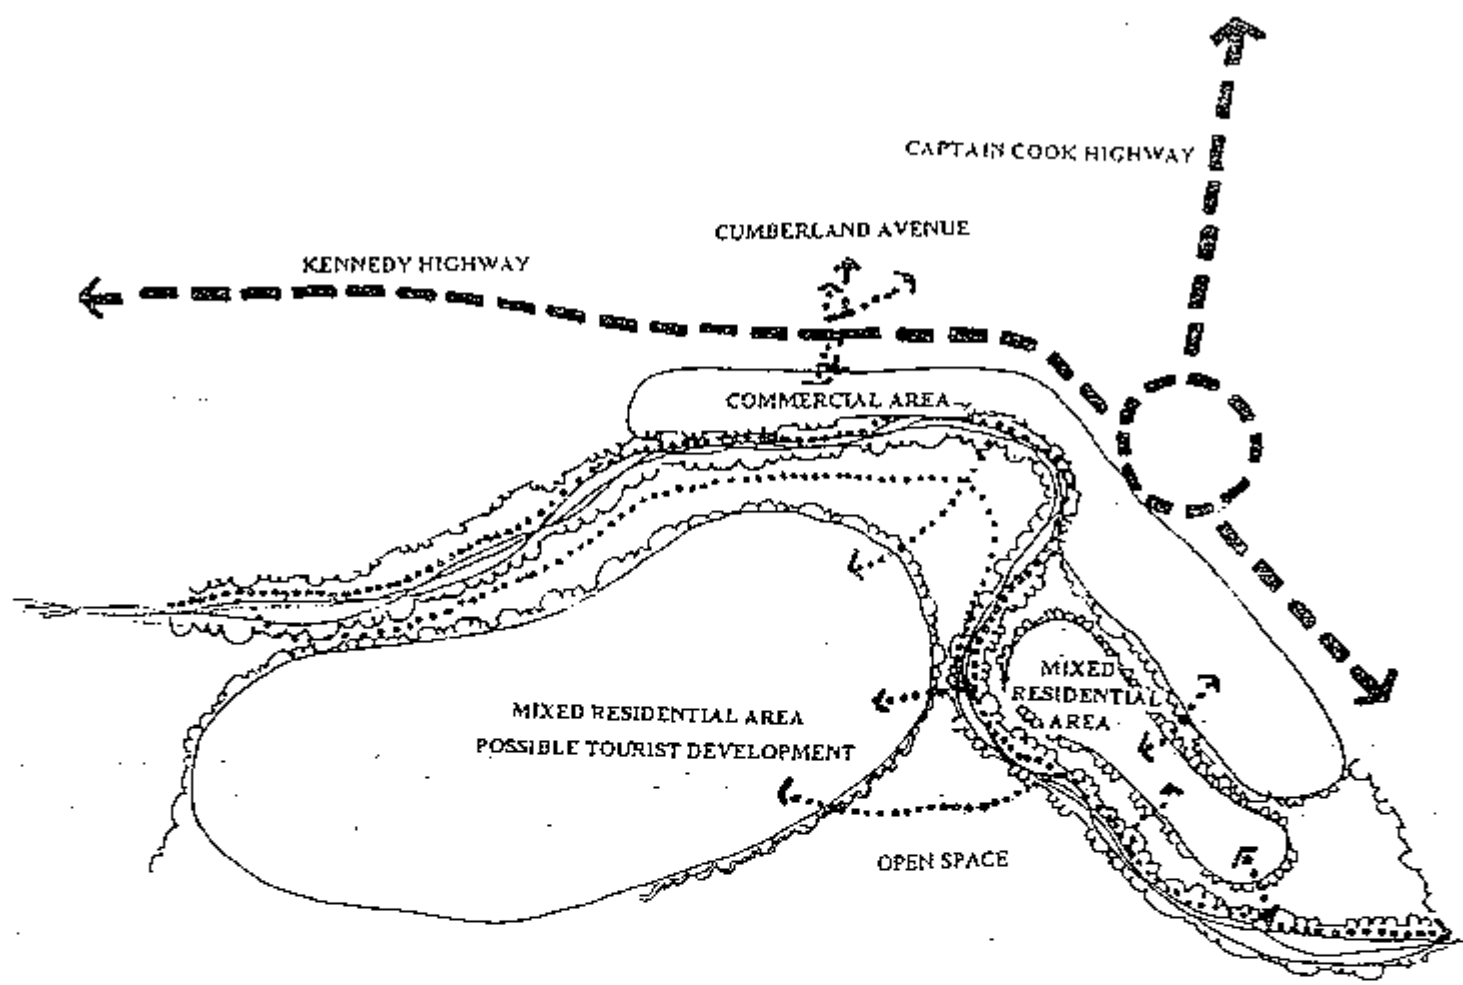 CAPTAIN COOK HIGHWAY
CUMBERLAND AVENUE
KENNEDY HIGHWAY
COMMERCIAL AREA
MIXED
RESIDENTIAL
AREA
MIXED RESIDENTIAL AREA
POSSIBLE TOURIST DEVELOPMENT
OPEN SPACE